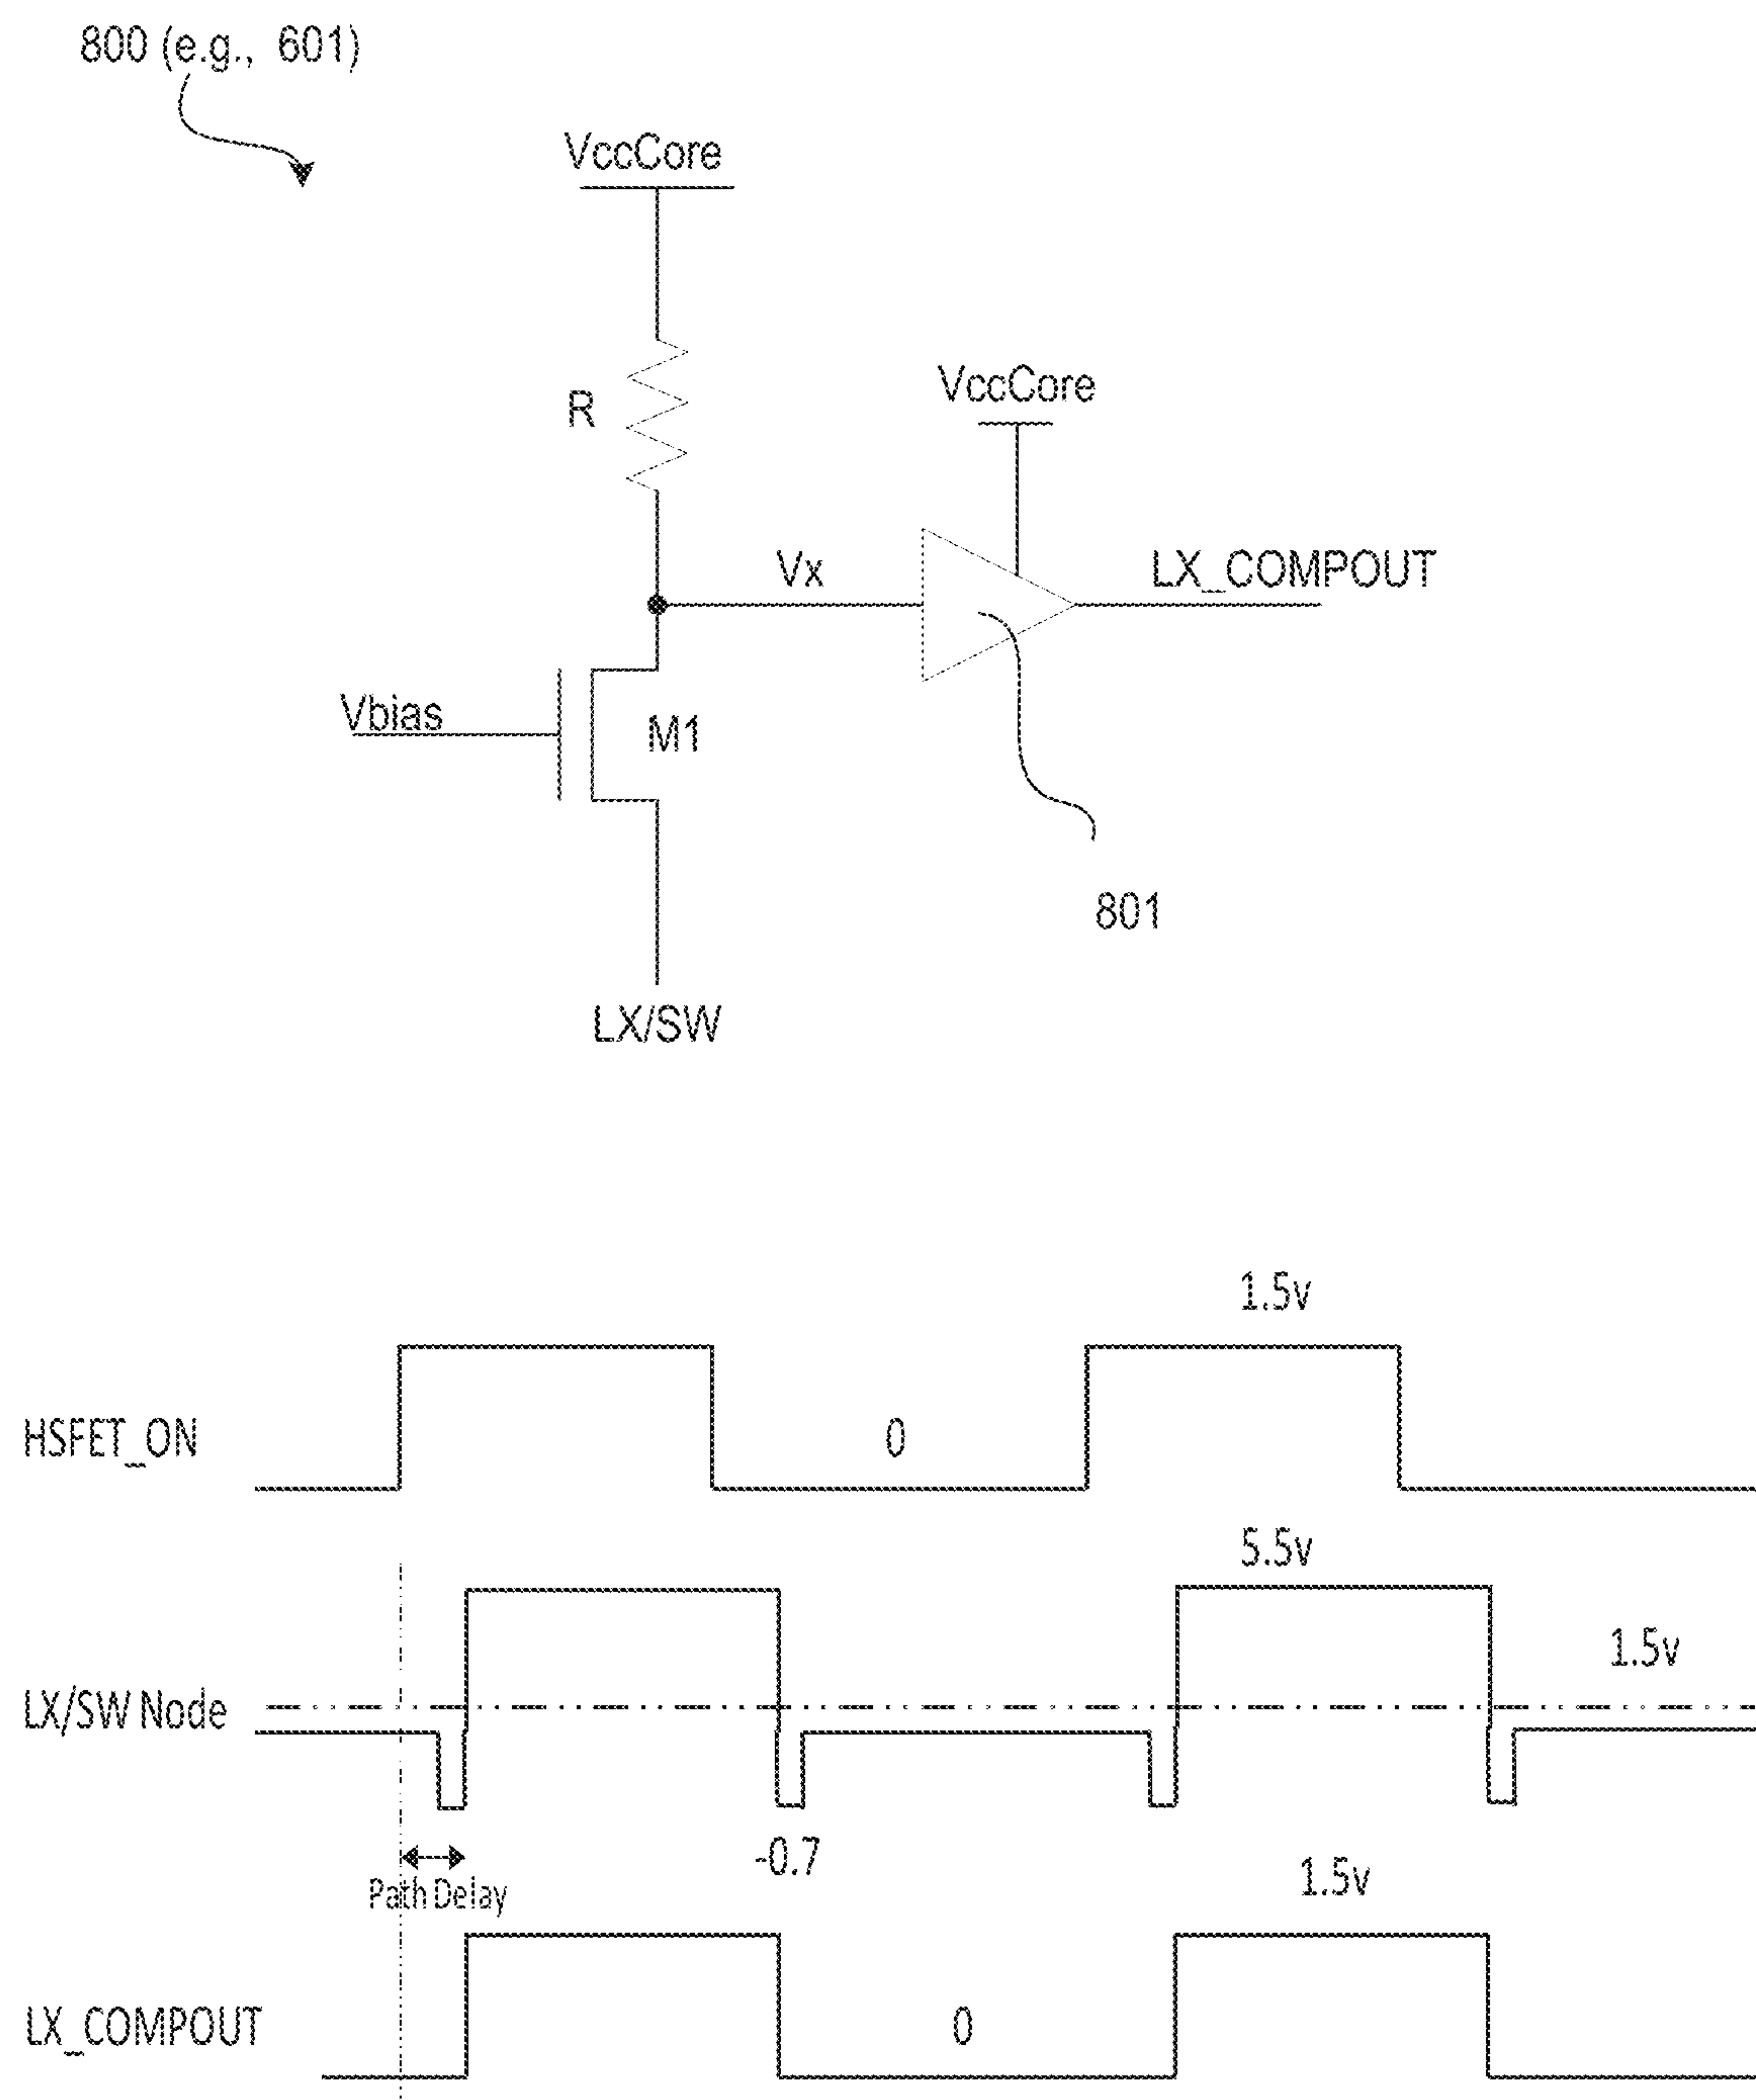 800 (e.g., 601)
VccCore
VccCore
R
Vx
LX_COMPOUT
Vbias
M1
801
LX/SW
1.5v
HSFET_ON
0
5.5v
1.5v
LX/SW Node
-0.7
1.5v
Path Delay
LX_COMPOUT
0